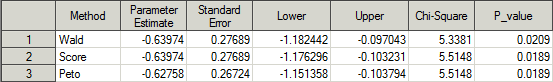 Method Parameter Estimate Standard Error Lower Upper Chi-Square P_value
1 Wald -0.63974 0.27689 -1.182442 -0.097043 5.3381 0.0209
2 Score -0.63974 0.27689 -1.176296 -0.103231 5.5148 0.0189
3 Peto -0.62758 0.26724 -1.151358 -0.103794 5.5148 0.0189